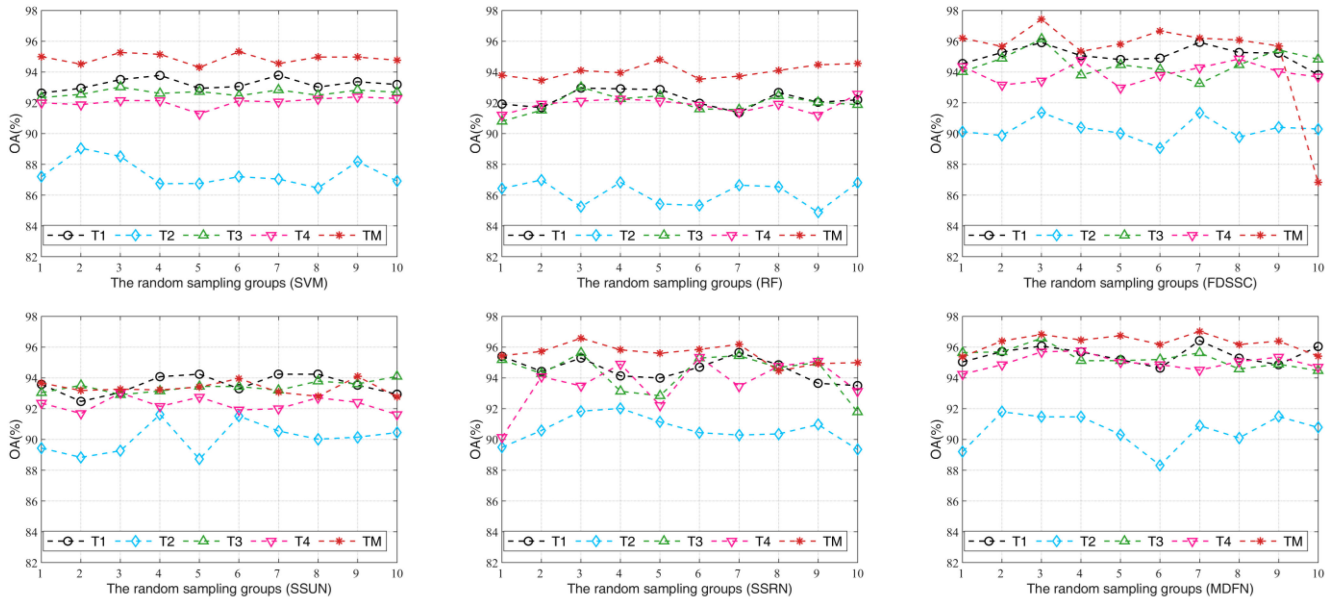 98
96
94
92
90
88
86
84
82
OA(%)
T1 T2 T3 T4 TM
1 2 3 4 5 6 7 8 9 10
The random sampling groups (SVM)
98
96
94
92
90
88
86
84
82
OA(%)
T1 T2 T3 T4 TM
1 2 3 4 5 6 7 8 9 10
The random sampling groups (RF)
98
96
94
92
90
88
86
84
82
OA(%)
T1 T2 T3 T4 TM
1 2 3 4 5 6 7 8 9 10
The random sampling groups (FDSSC)
98
96
94
92
90
88
86
84
82
OA(%)
T1 T2 T3 T4 TM
1 2 3 4 5 6 7 8 9 10
The random sampling groups (SSUN)
98
96
94
92
90
88
86
84
82
OA(%)
T1 T2 T3 T4 TM
1 2 3 4 5 6 7 8 9 10
The random sampling groups (SSRN)
98
96
94
92
90
88
86
84
82
OA(%)
T1 T2 T3 T4 TM
1 2 3 4 5 6 7 8 9 10
The random sampling groups (MDFN)